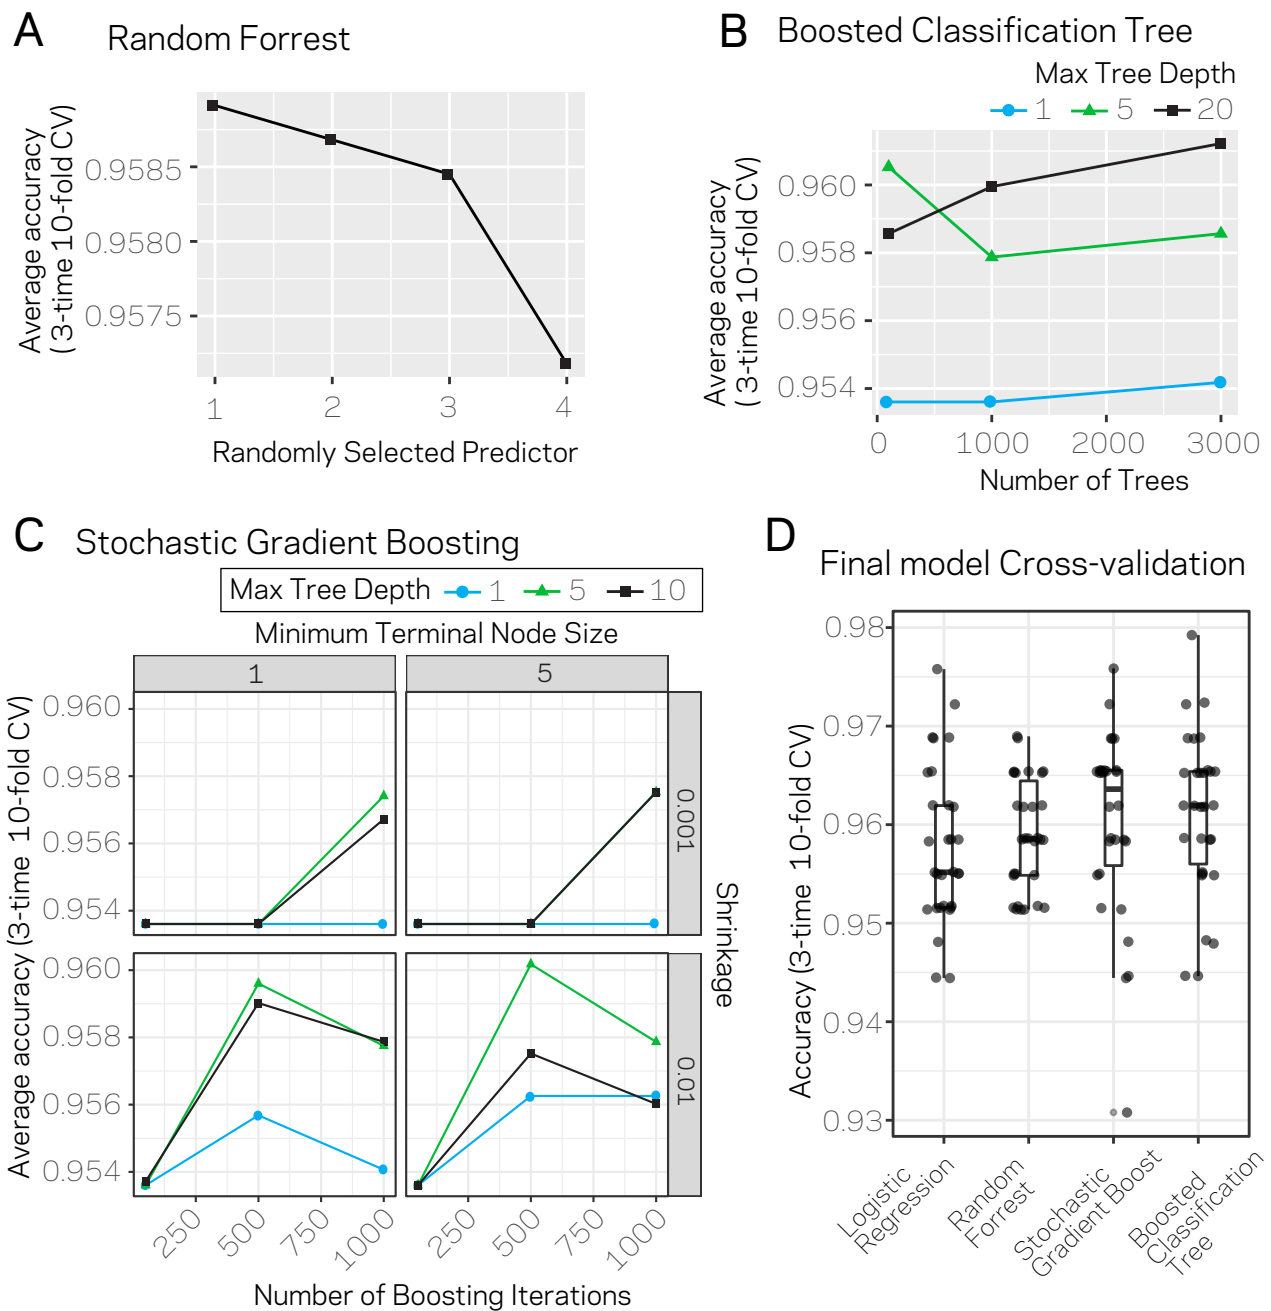 A
Random Forrest
Average accuracy
(3-time 10-fold CV)
0.9585
0.9580
0.9575
1 2 3 4
Randomly Selected Predictor
B
Boosted Classification Tree
Max Tree Depth
1 5 20
Average accuracy
( 3-time 10-fold CV)
0.960
0.958
0.956
0.954
0 1000 2000 3000
Number of Trees
C
Stochastic Gradient Boosting
Max Tree Depth 1 5 10
Minimum Terminal Node Size
1 5
Average accuracy (3-time 10-fold CV)
0.960
0.958
0.956
0.954
0.001
0.960
0.958
0.956
0.954
0.01
Shrinkage
250 500 750 1000 250 500 750 1000
Number of Boosting Iterations
D
Final model Cross-validation
Accuracy (3-time 10-fold CV)
0.98
0.97
0.96
0.95
0.94
0.93
Logistic
Regression
Random
Forrest
Stochastic
Gradient Boost
Boosted
Classification
Tree